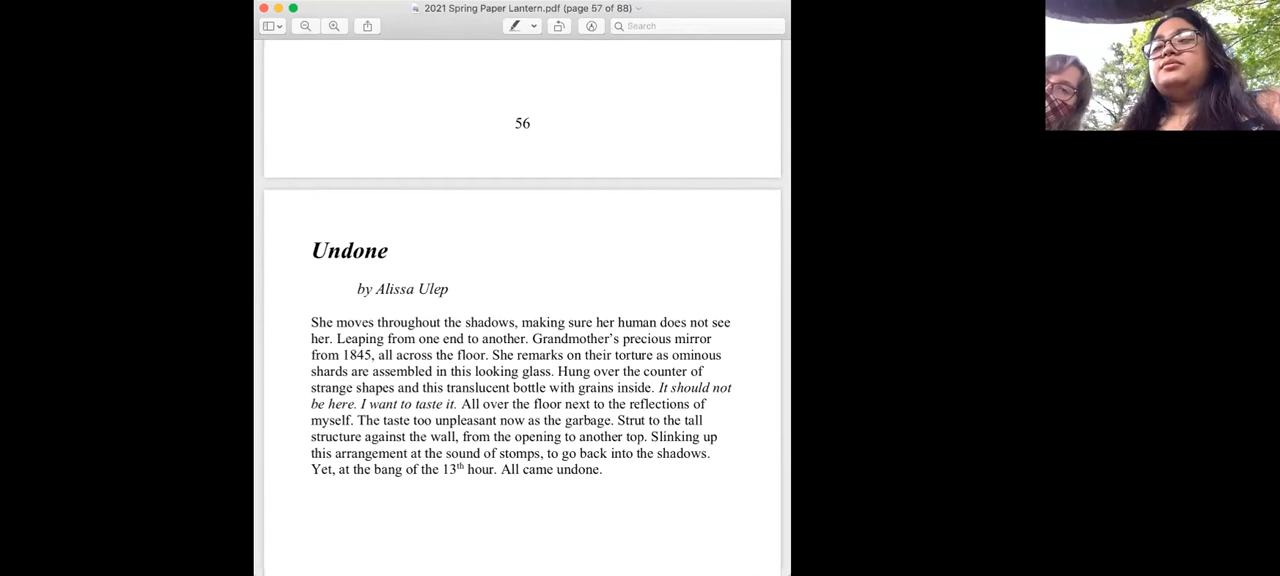 2021 Spring Paper Lantern.pdf (page 57 of 88)
Search
56
Undone
by Alissa Ulep
She moves throughout the shadows, making sure her human does not see
her. Leaping from one end to another. Grandmother's precious mirror
from 1845, all across the floor. She remarks on their torture as ominous
shards are assembled in this looking glass. Hung over the counter of
strange shapes and this translucent bottle with grains inside. It should not
be here. I want to taste it. All over the floor next to the reflections of
myself. The taste too unpleasant now as the garbage. Strut to the tall
structure against the wall, from the opening to another top. Slinking up
this arrangement at the sound of stomps, to go back into the shadows.
Yet, at the bang of the 13th hour. All came undone.